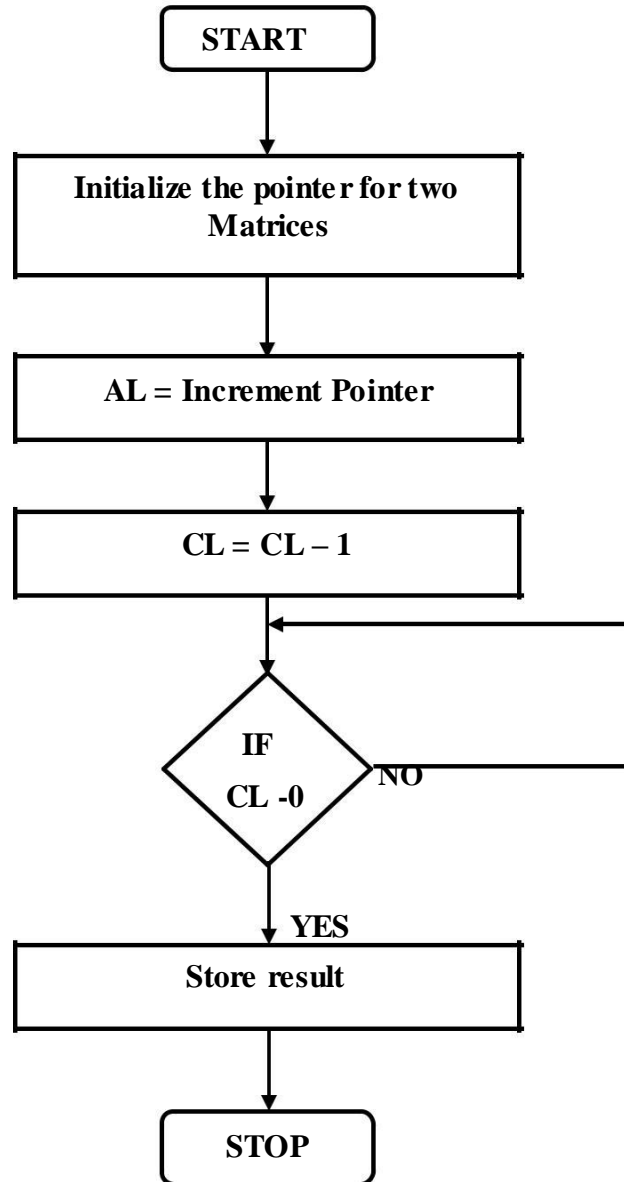 START
Initialize the pointer for two
Matrices
AL = Increment Pointer
CL = CL – 1
IF
CL -0
NO
YES
Store result
STOP